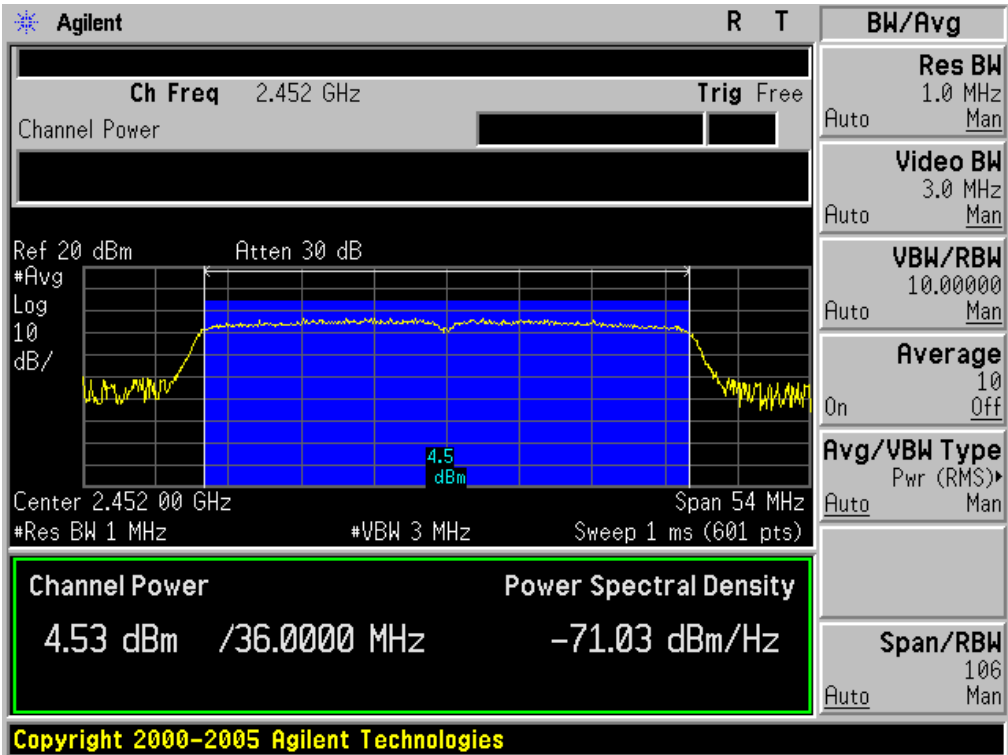 Agilent R T
Ch Freq 2.452 GHz Trig Free
Channel Power
Ref 20 dBm Atten 30 dB
#Avg
Log
10
dB/
4.5
dBm
Center 2.452 00 GHz Span 54 MHz
#Res BW 1 MHz #VBW 3 MHz Sweep 1 ms (601 pts)
Channel Power Power Spectral Density
4.53 dBm /36.0000 MHz -71.03 dBm/Hz
BW/Avg
Res BW
1.0 MHz
Auto Man
Video BW
3.0 MHz
Auto Man
VBW/RBW
10.00000
Auto Man
Average
10
On Off
Avg/VBW Type
Pwr (RMS)▸
Auto Man
Span/RBW
106
Auto Man
Copyright 2000-2005 Agilent Technologies